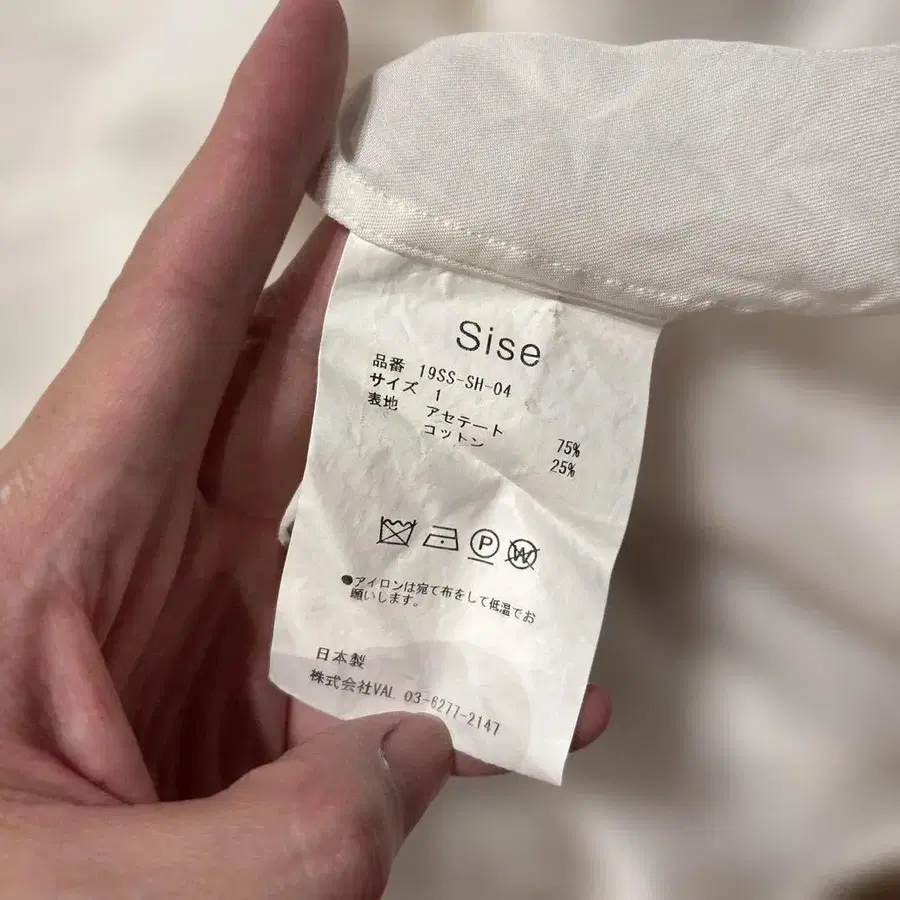 Sise
品番 19SS-SH-04
サイズ 1
表地 アセテート 75%
コットン 25%
P
W
●アイロンは宛て布をして低温でお
願いします。
日本製
株式会社VAL 03-6277-2147